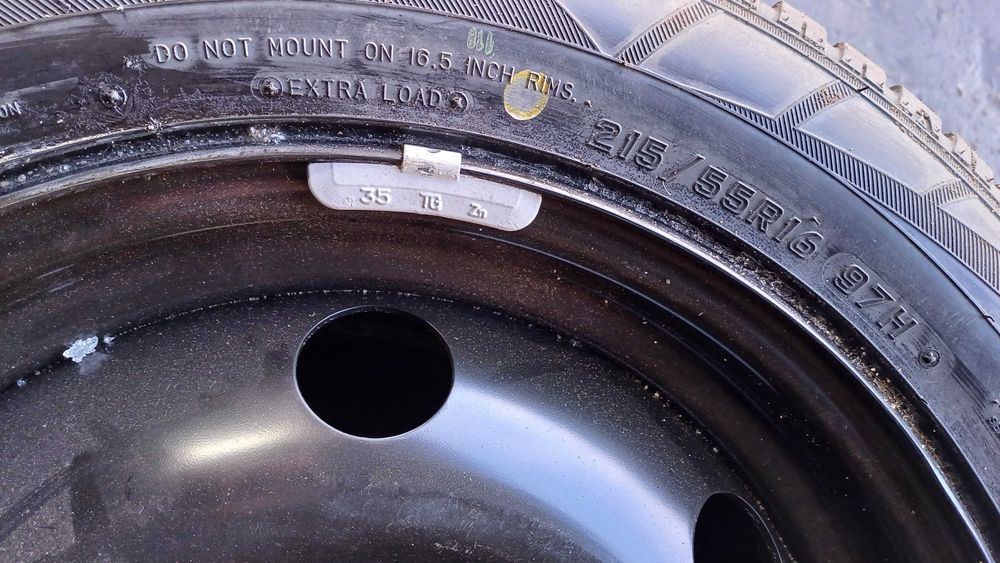 DO NOT MOUNT ON 16.5 INCH RIMS.
EXTRA LOAD
215/55R16 97H
35 TG Zn